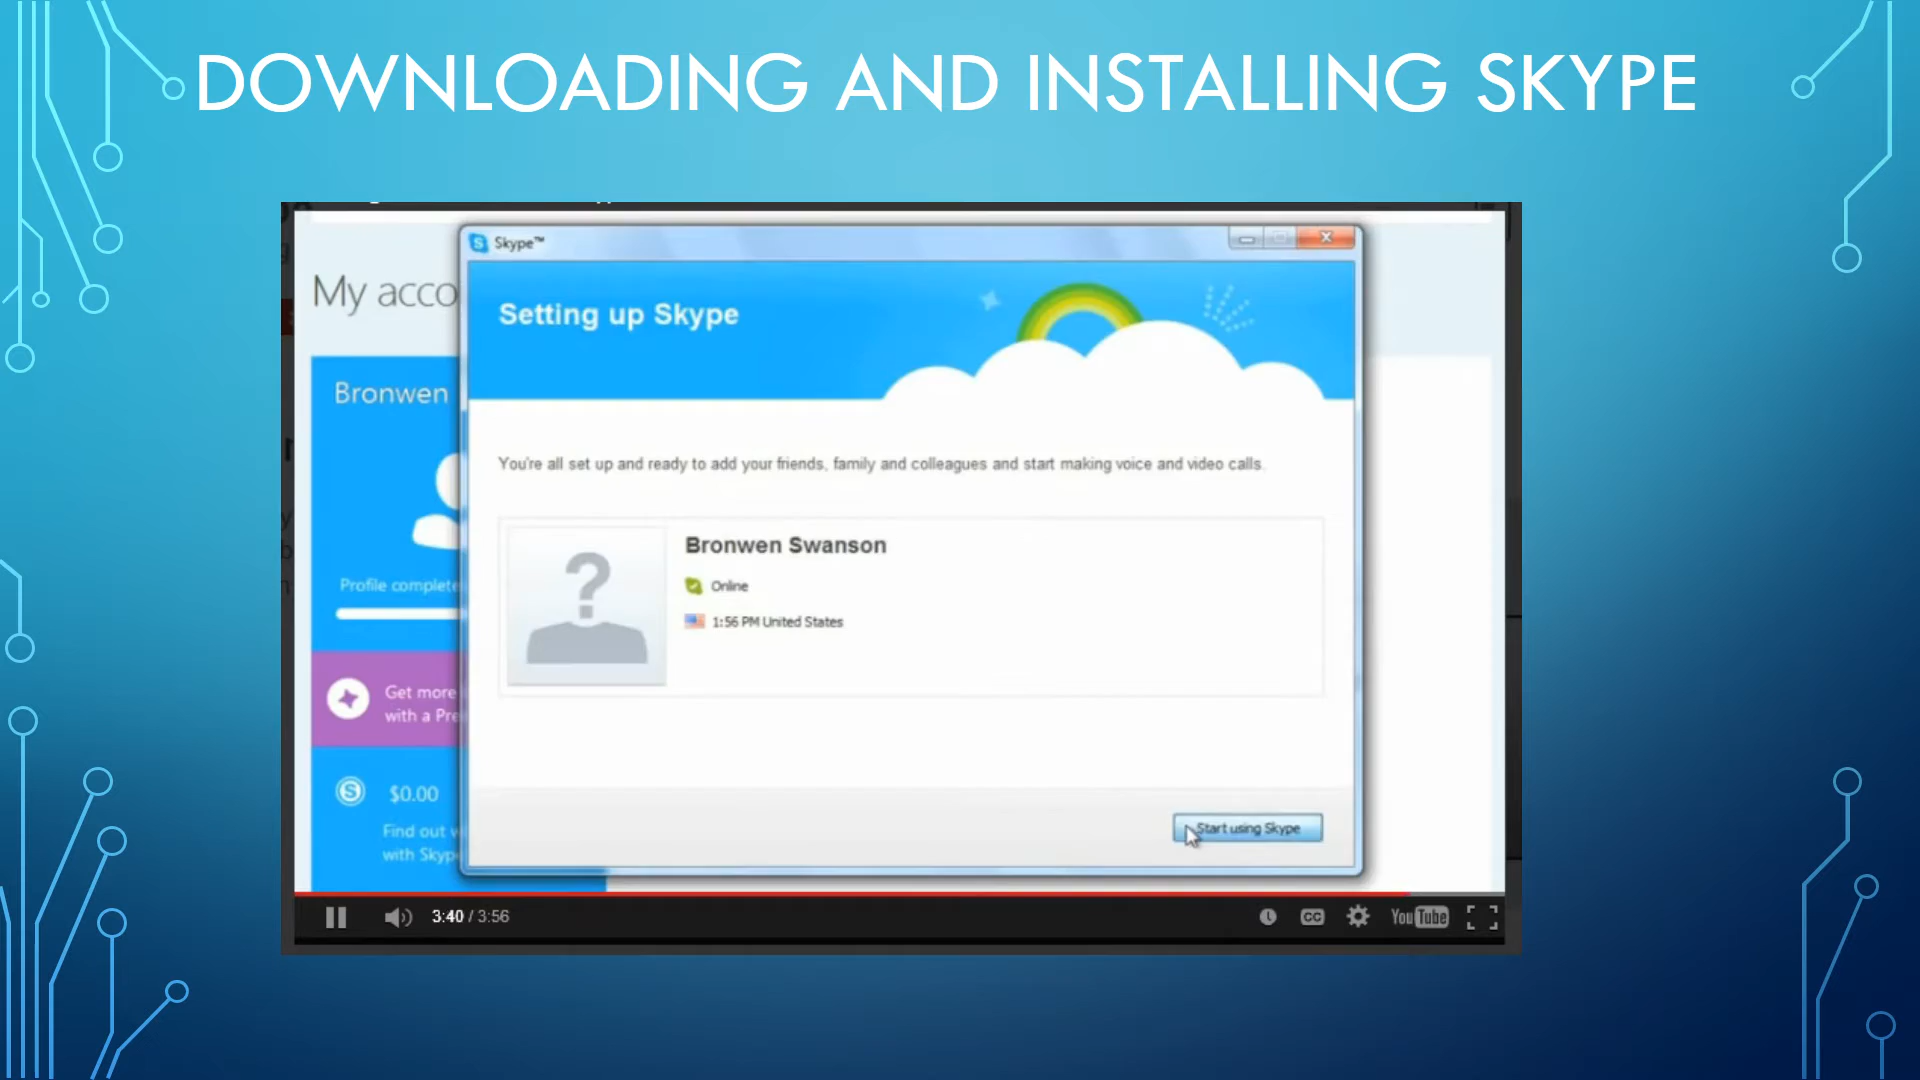 DOWNLOADING AND INSTALLING SKYPE
Skype™
My acco
Setting up Skype
Bronwen
You're all set up and ready to add your friends, family and colleagues and start making voice and video calls.
Bronwen Swanson
Online
1:56 PM United States
Profile complete
Get more
with a Pre
$0.00
Find out w
with Skyp
Start using Skype
3:40 / 3:56
CC
YouTube